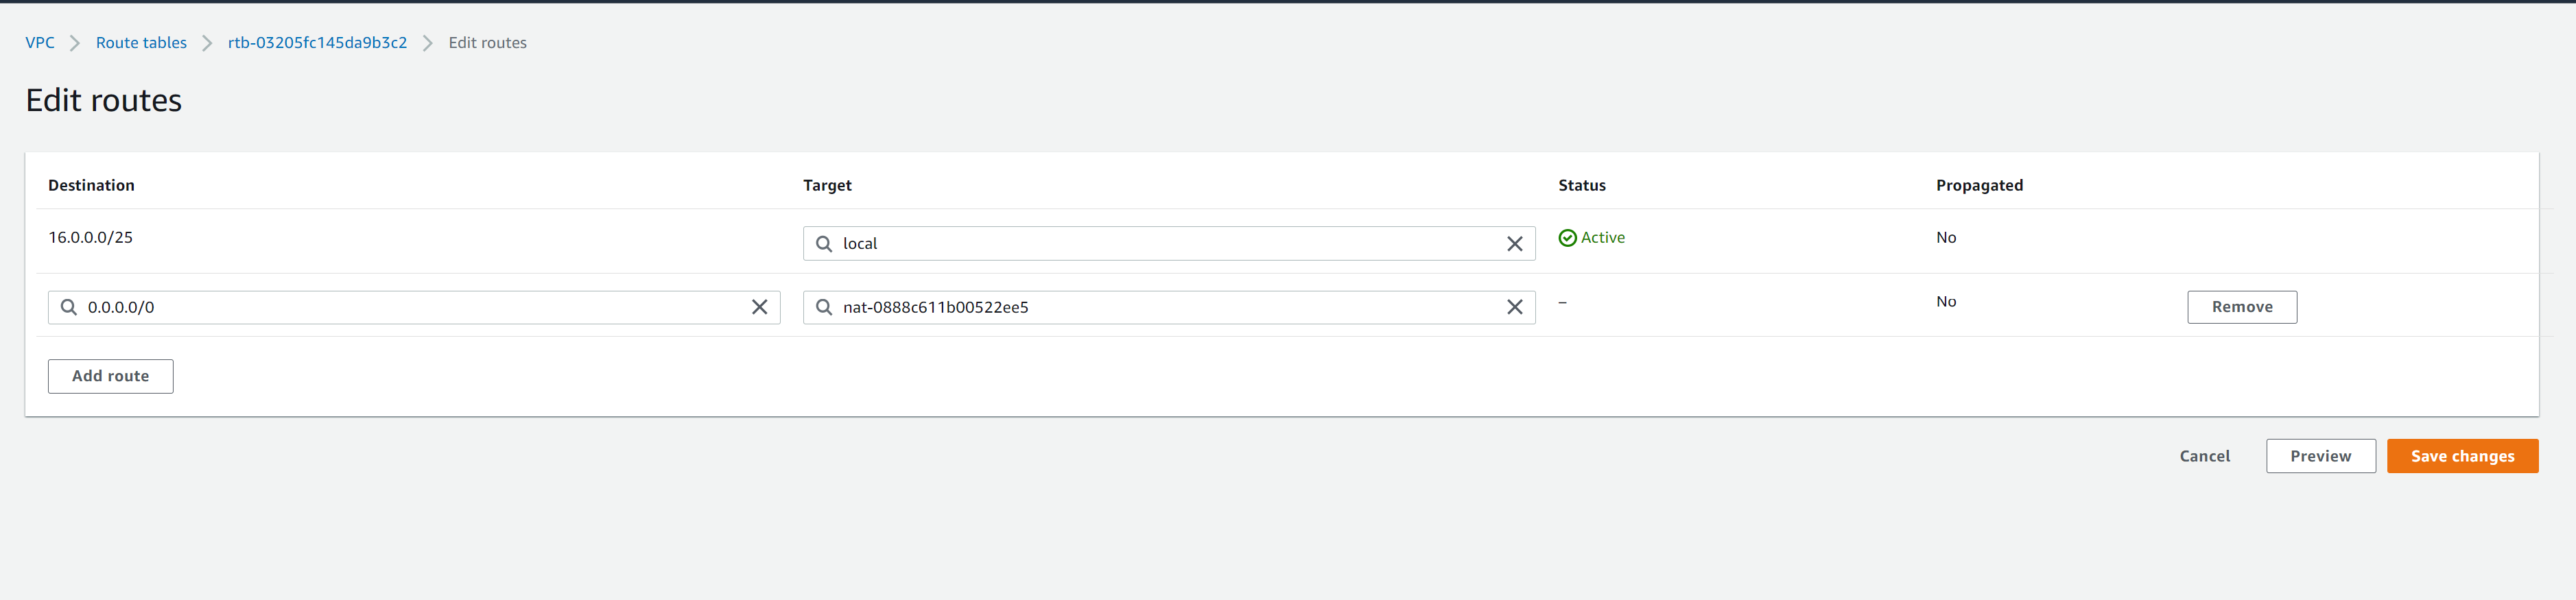 VPC Route tables rtb-03205fc145da9b3c2 Edit routes
Edit routes
Destination Target Status Propagated
16.0.0.0/25 local Active No
0.0.0.0/0 nat-0888c611b00522ee5 – No Remove
Add route
Cancel Preview Save changes